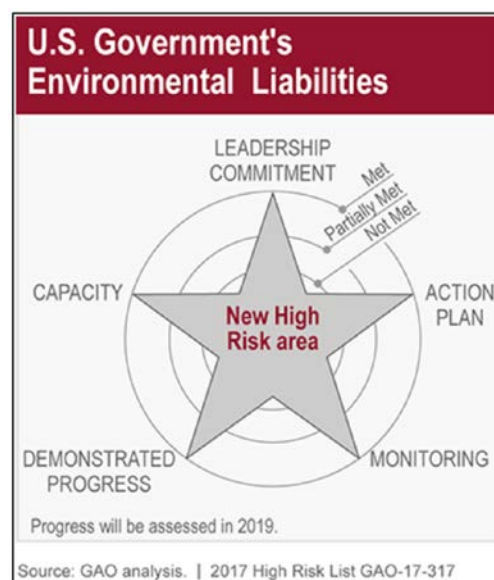 U.S. Government's
Environmental Liabilities
LEADERSHIP
COMMITMENT
Met
Partially Met
Not Met
CAPACITY
ACTION
PLAN
New High
Risk area
DEMONSTRATED
PROGRESS
MONITORING
Progress will be assessed in 2019.
Source: GAO analysis. | 2017 High Risk List GAO-17-317